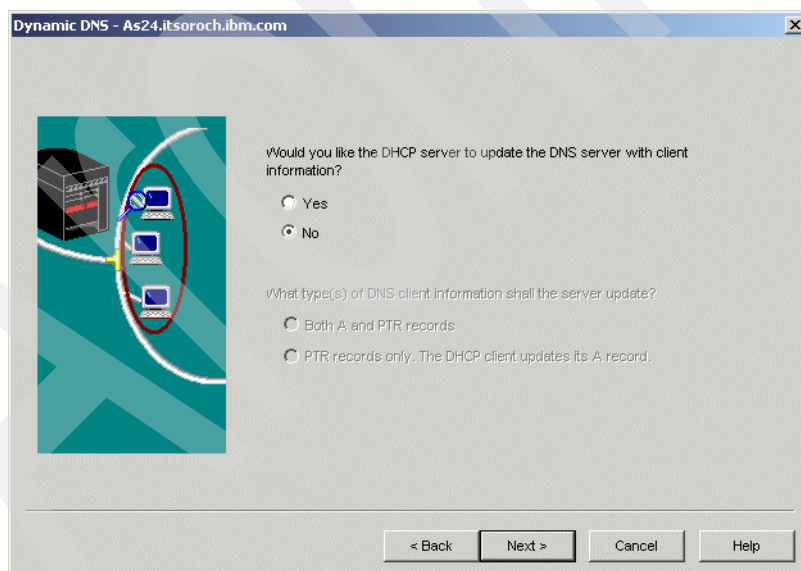 Dynamic DNS - As24.itsoroch.ibm.com
Would you like the DHCP server to update the DNS server with client
information?
Yes
No
What type(s) of DNS client information shall the server update?
Both A and PTR records
PTR records only. The DHCP client updates its A record.
< Back
Next >
Cancel
Help